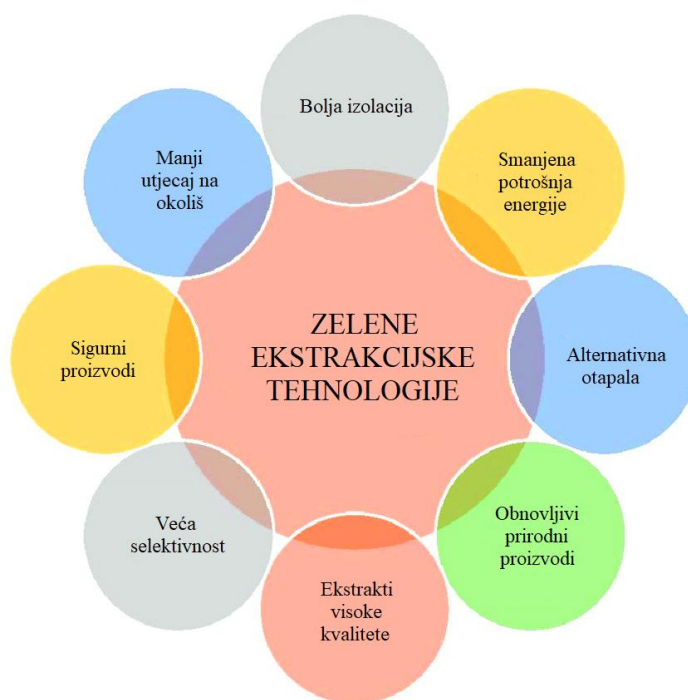 Bolja izolacija
Smanjena
potrošnja
energije
Alternativna
otapala
Obnovljivi
prirodni
proizvodi
Ekstrakti
visoke
kvalitete
Veća
selektivnost
Sigurni
proizvodi
Manji
utjecaj na
okoliš
ZELENE
EKSTRAKCIJSKE
TEHNOLOGIJE